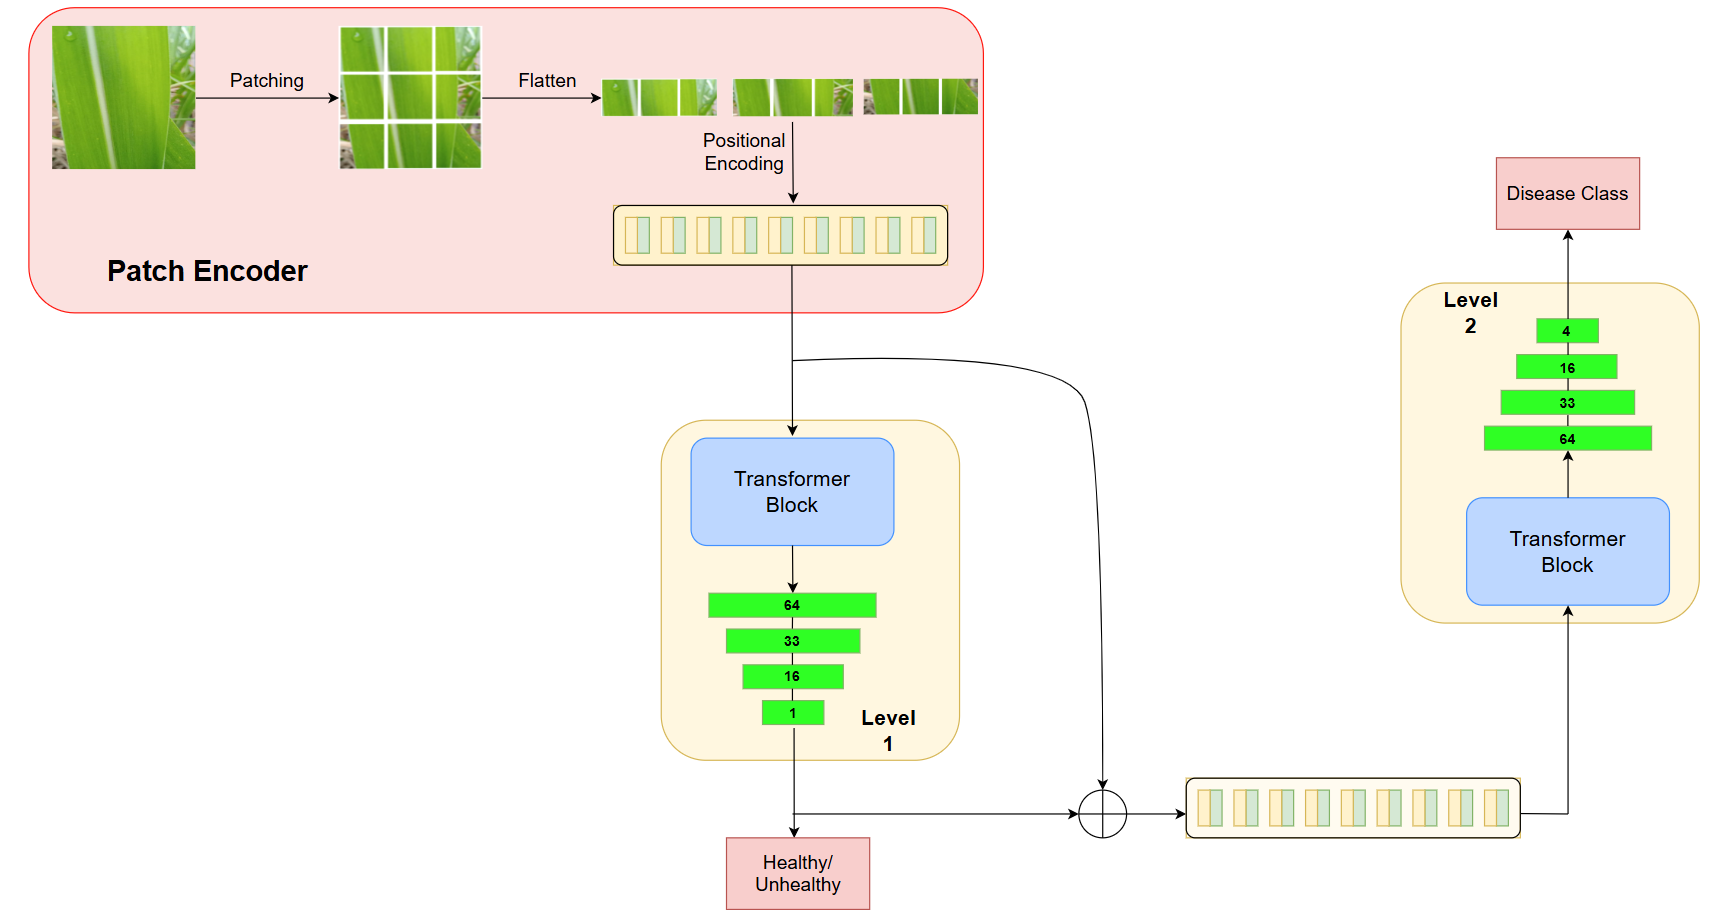 Patching
Flatten
Positional
Encoding
Patch Encoder
Transformer
Block
64
33
16
1
Level
1
Healthy/
Unhealthy
Disease Class
Level
2
4
16
33
64
Transformer
Block